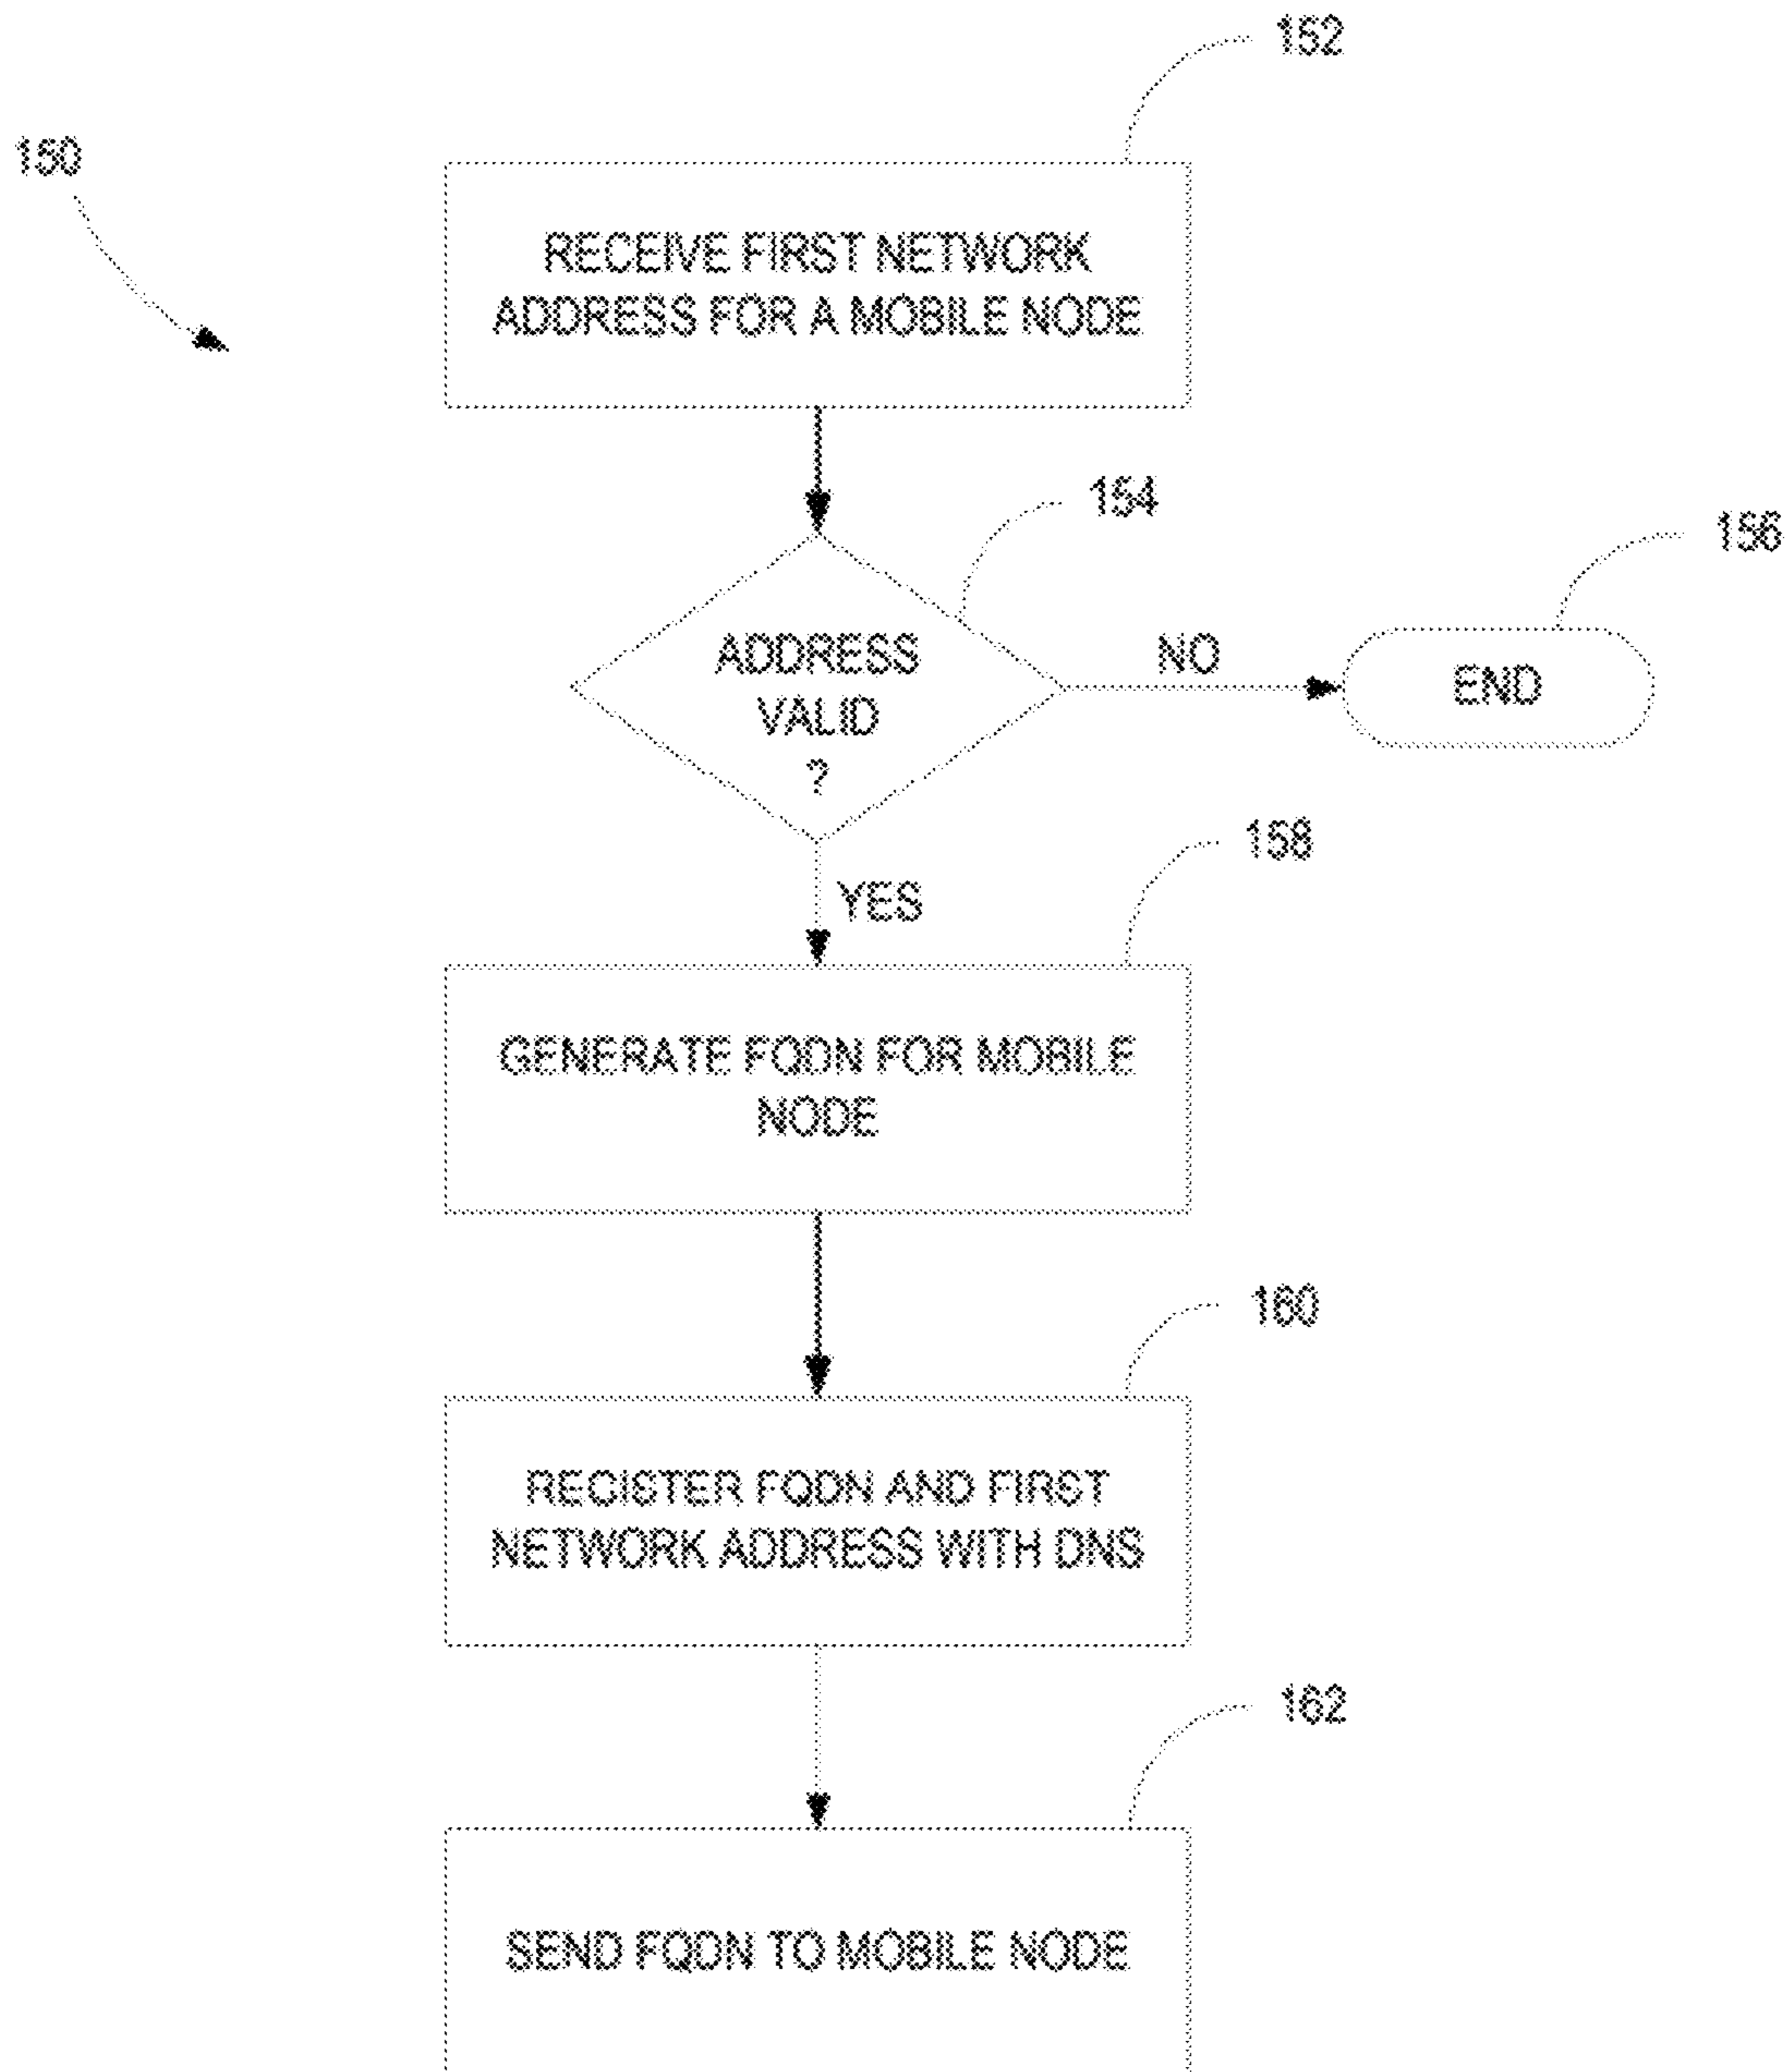 152
150
RECEIVE FIRST NETWORK
ADDRESS FOR A MOBILE NODE
154
156
ADDRESS
VALID
?
NO
END
158
YES
GENERATE FQDN FOR MOBILE
NODE
160
REGISTER FQDN AND FIRST
NETWORK ADDRESS WITH DNS
162
SEND FQDN TO MOBILE NODE